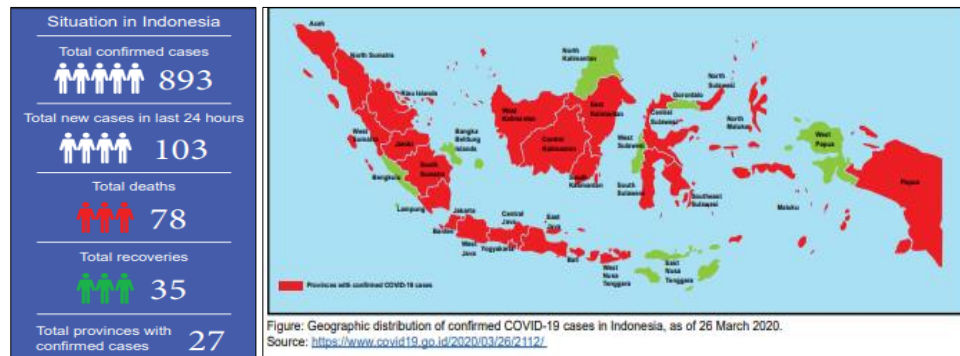 Situation in Indonesia
Total confirmed cases
893
Total new cases in last 24 hours
103
Total deaths
78
Total recoveries
35
Total provinces with
confirmed cases
27
Aceh
North Sumatra
Riau Islands
West
Sumatra
Jambi
South
Sumatra
Bangka
Belitung
Islands
Bengkulu
Lampung
Jakarta
Banten
West
Java
Central
Java
Yogyakarta
East
Java
Bali
West
Nusa
Tenggara
East
Nusa
Tenggara
North
Kalimantan
West
Kalimantan
Central
Kalimantan
East
Kalimantan
South
Kalimantan
North
Sulawesi
Gorontalo
Central
Sulawesi
West
Sulawesi
South
Sulawesi
Southeast
Sulawesi
North
Maluku
Maluku
West
Papua
Papua
Provinces with confirmed COVID-19 cases
Figure: Geographic distribution of confirmed COVID-19 cases in Indonesia, as of 26 March 2020.
Source: https://www.covid19.go.id/2020/03/26/2112/